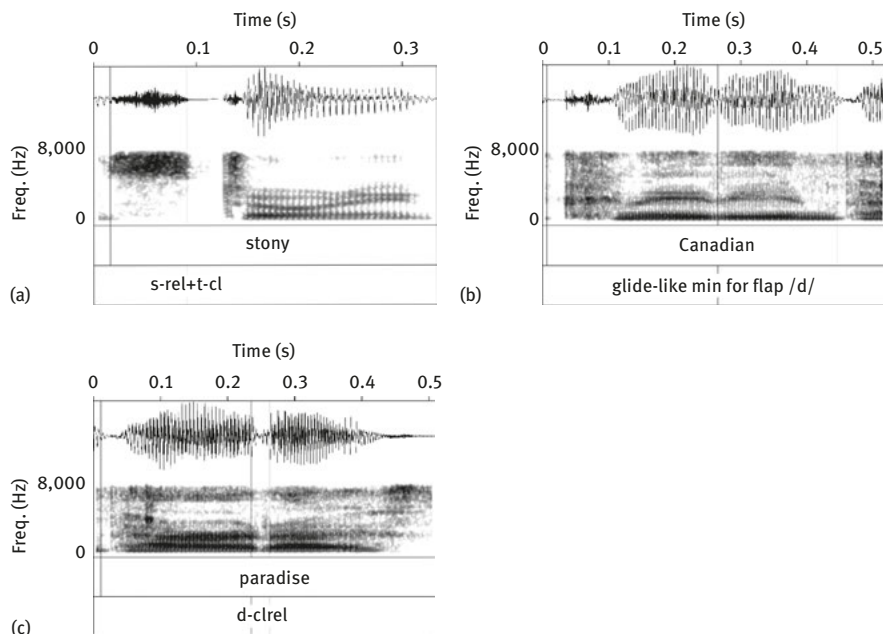 Time (s)
0 0.1 0.2 0.3
8,000
Freq. (Hz)
0
stony
s-rel+t-cl
(a)
Time (s)
0 0.1 0.2 0.3 0.4 0.5
8,000
Freq. (Hz)
0
Canadian
glide-like min for flap /d/
(b)
Time (s)
0 0.1 0.2 0.3 0.4 0.5
8,000
Freq. (Hz)
0
paradise
d-clrel
(c)